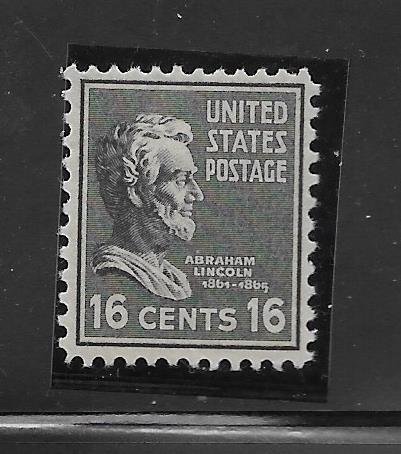 UNITED
STATES
POSTAGE
ABRAHAM
LINCOLN
1861-1865
16 CENTS 16